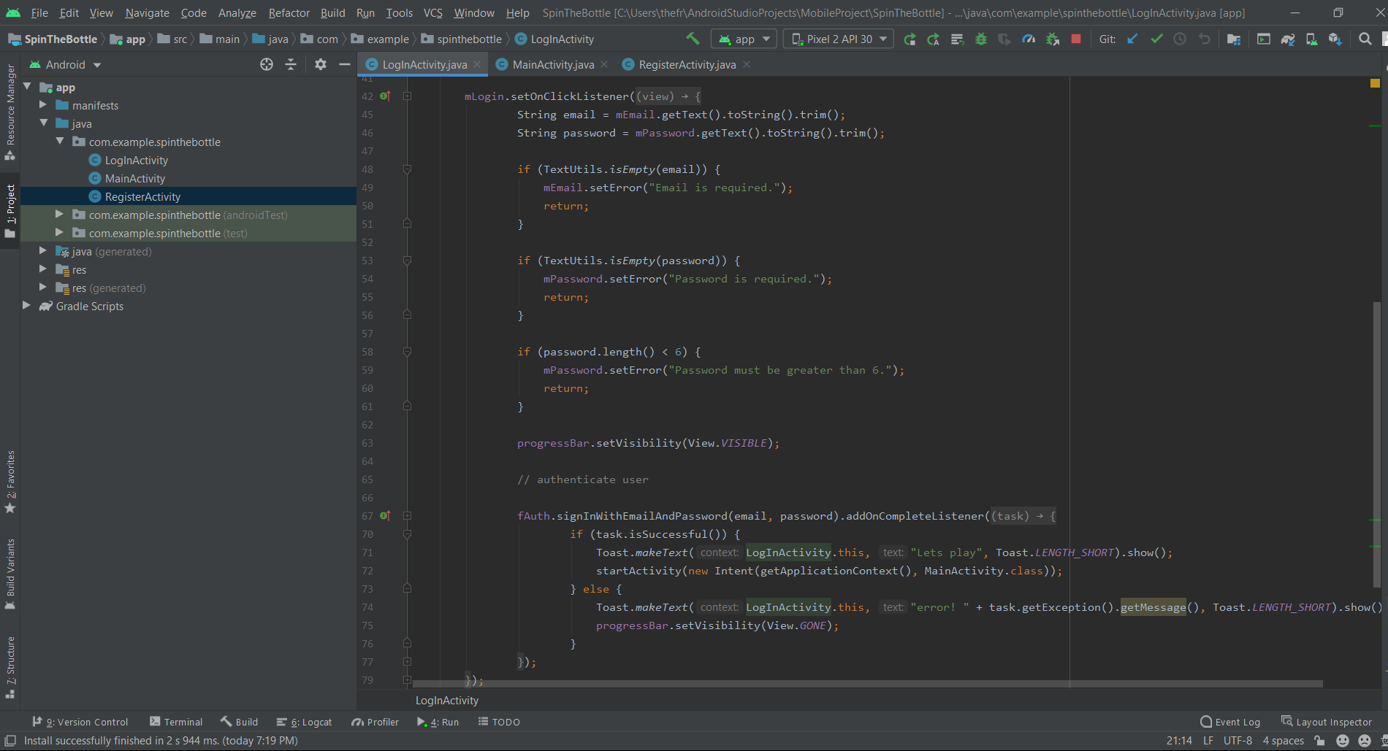 File Edit View Navigate Code Analyze Refactor Build Run Tools VCS Window Help SpinTheBottle [C:\Users\thefr\AndroidStudioProjects\MobileProject\SpinTheBottle] - ...\java\com\example\spinthebottle\LogInActivity.java [app]
SpinTheBottle app src main java com example spinthebottle LogInActivity app Pixel 2 API 30 Git:
Android
LogInActivity.java MainActivity.java RegisterActivity.java
Resource Manager
1: Project
2: Favorites
Build Variants
7: Structure
app
manifests
java
com.example.spinthebottle
LogInActivity
MainActivity
RegisterActivity
com.example.spinthebottle (androidTest)
com.example.spinthebottle (test)
java (generated)
res
res (generated)
Gradle Scripts
41
42 mLogin.setOnClickListener((view) → {
45 String email = mEmail.getText().toString().trim();
46 String password = mPassword.getText().toString().trim();
47
48 if (TextUtils.isEmpty(email)) {
49 mEmail.setError("Email is required.");
50 return;
51 }
52
53 if (TextUtils.isEmpty(password)) {
54 mPassword.setError("Password is required.");
55 return;
56 }
57
58 if (password.length() < 6) {
59 mPassword.setError("Password must be greater than 6.");
60 return;
61 }
62
63 progressBar.setVisibility(View.VISIBLE);
64
65 // authenticate user
66
67 fAuth.signInWithEmailAndPassword(email, password).addOnCompleteListener((task) → {
70 if (task.isSuccessful()) {
71 Toast.makeText( context: LogInActivity.this, text: "Lets play", Toast.LENGTH_SHORT).show();
72 startActivity(new Intent(getApplicationContext(), MainActivity.class));
73 } else {
74 Toast.makeText( context: LogInActivity.this, text: "error! " + task.getException().getMessage(), Toast.LENGTH_SHORT).show()
75 progressBar.setVisibility(View.GONE);
76 }
77 });
79 });
LogInActivity
9: Version Control Terminal Build 6: Logcat Profiler 4: Run TODO Event Log Layout Inspector
Install successfully finished in 2 s 944 ms. (today 7:19 PM) 21:14 LF UTF-8 4 spaces